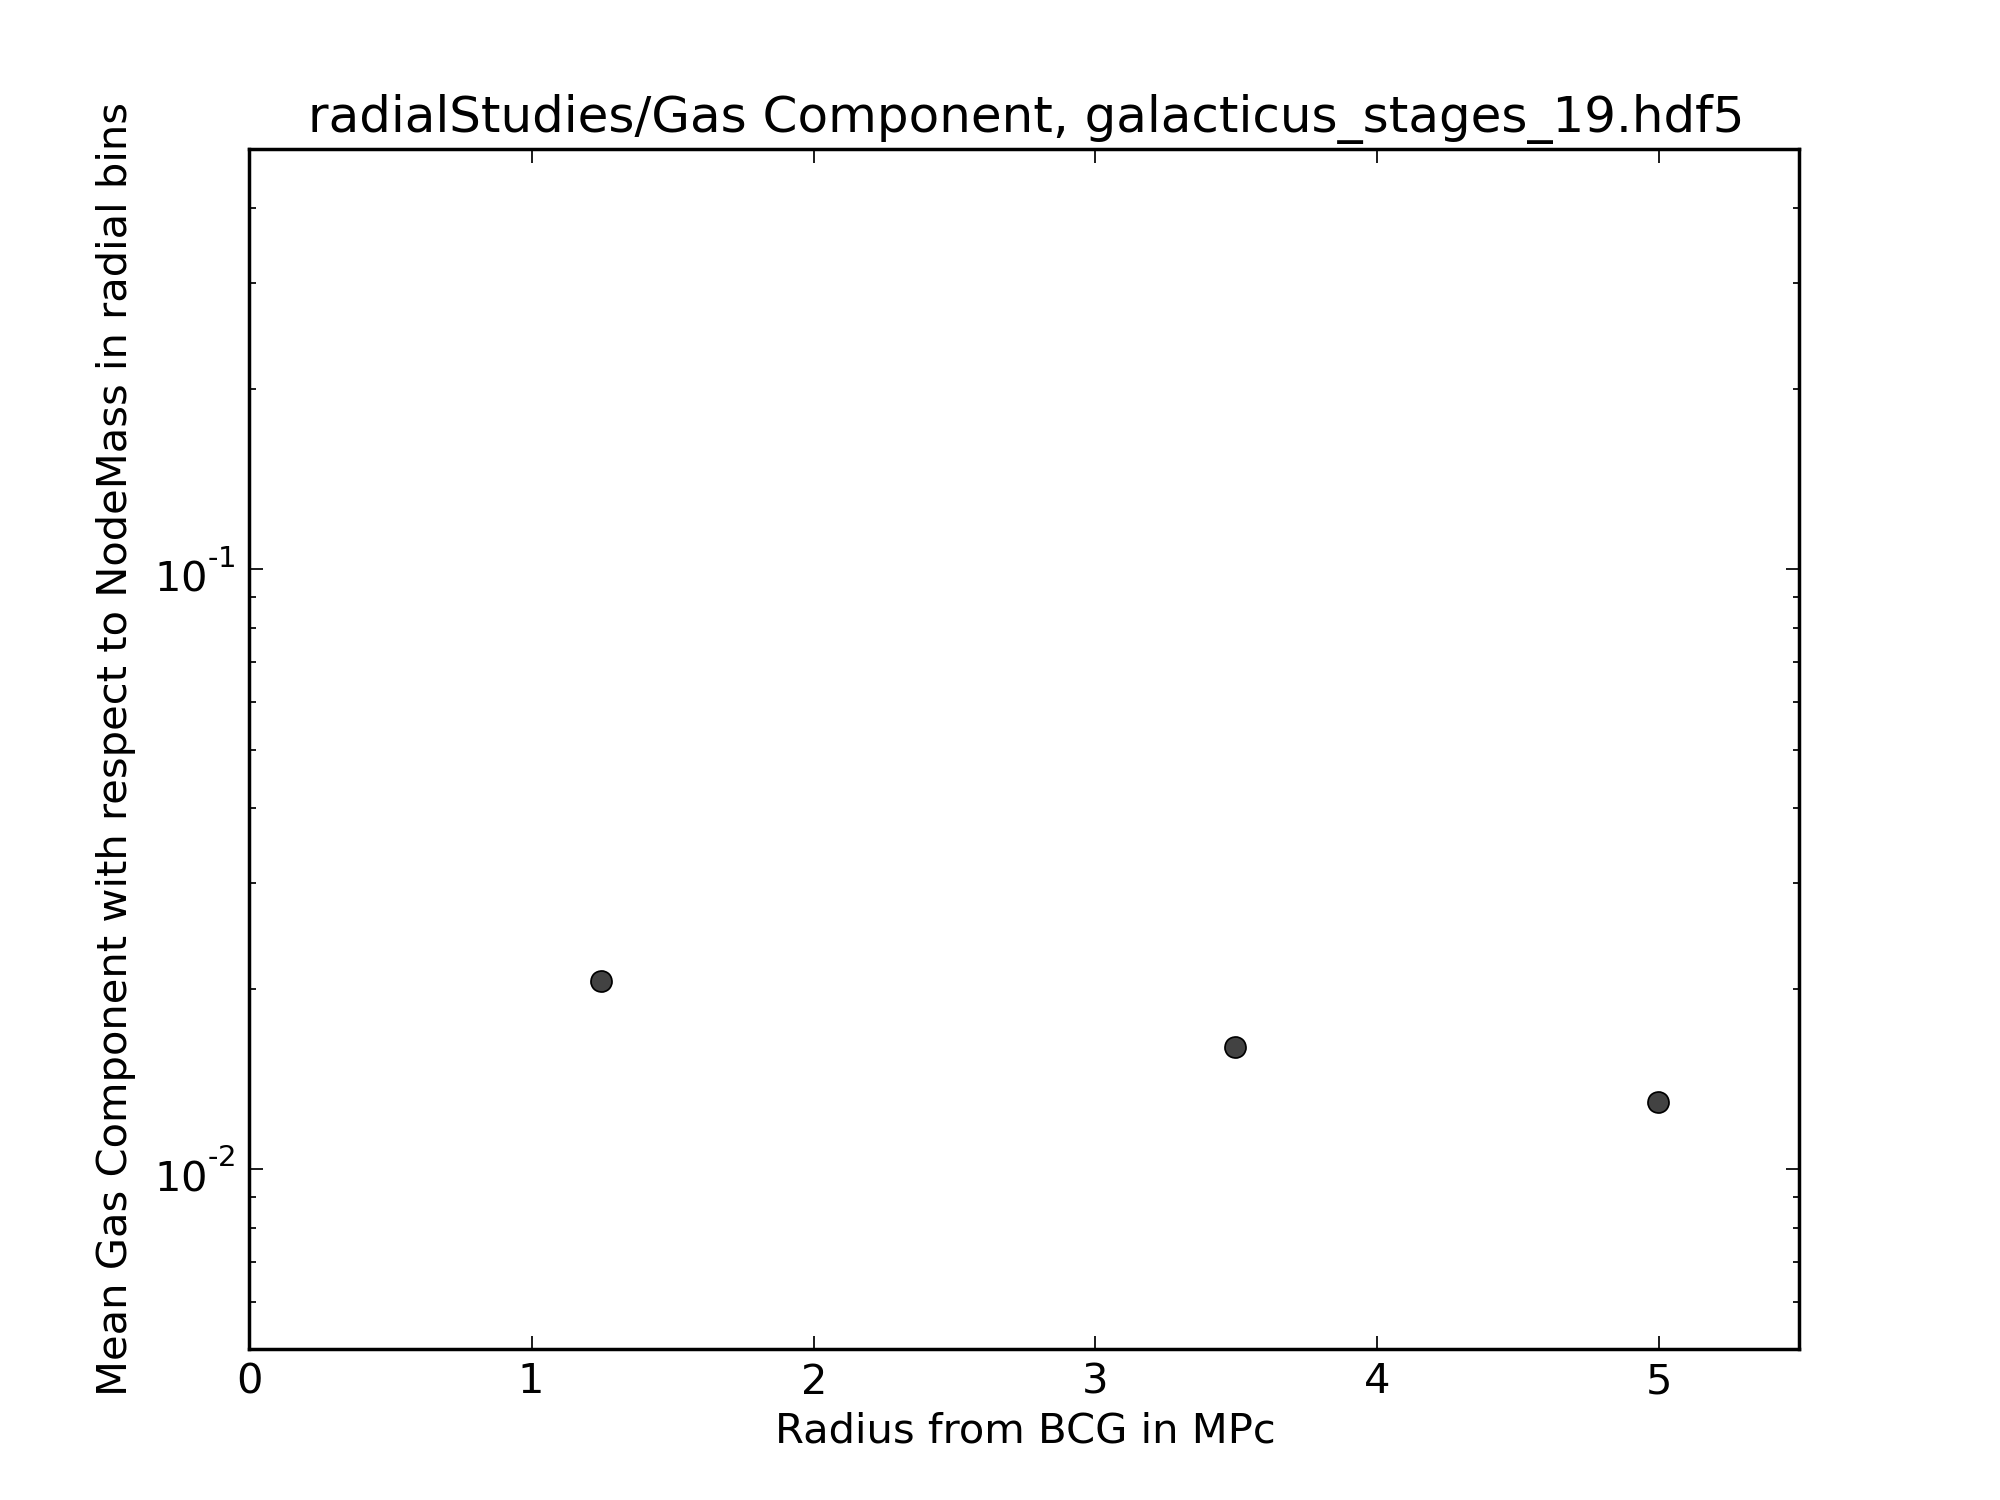 radialStudies/Gas Component, galacticus_stages_19.hdf5
Mean Gas Component with respect to NodeMass in radial bins
10^-1
10^-2
0 1 2 3 4 5
Radius from BCG in MPc